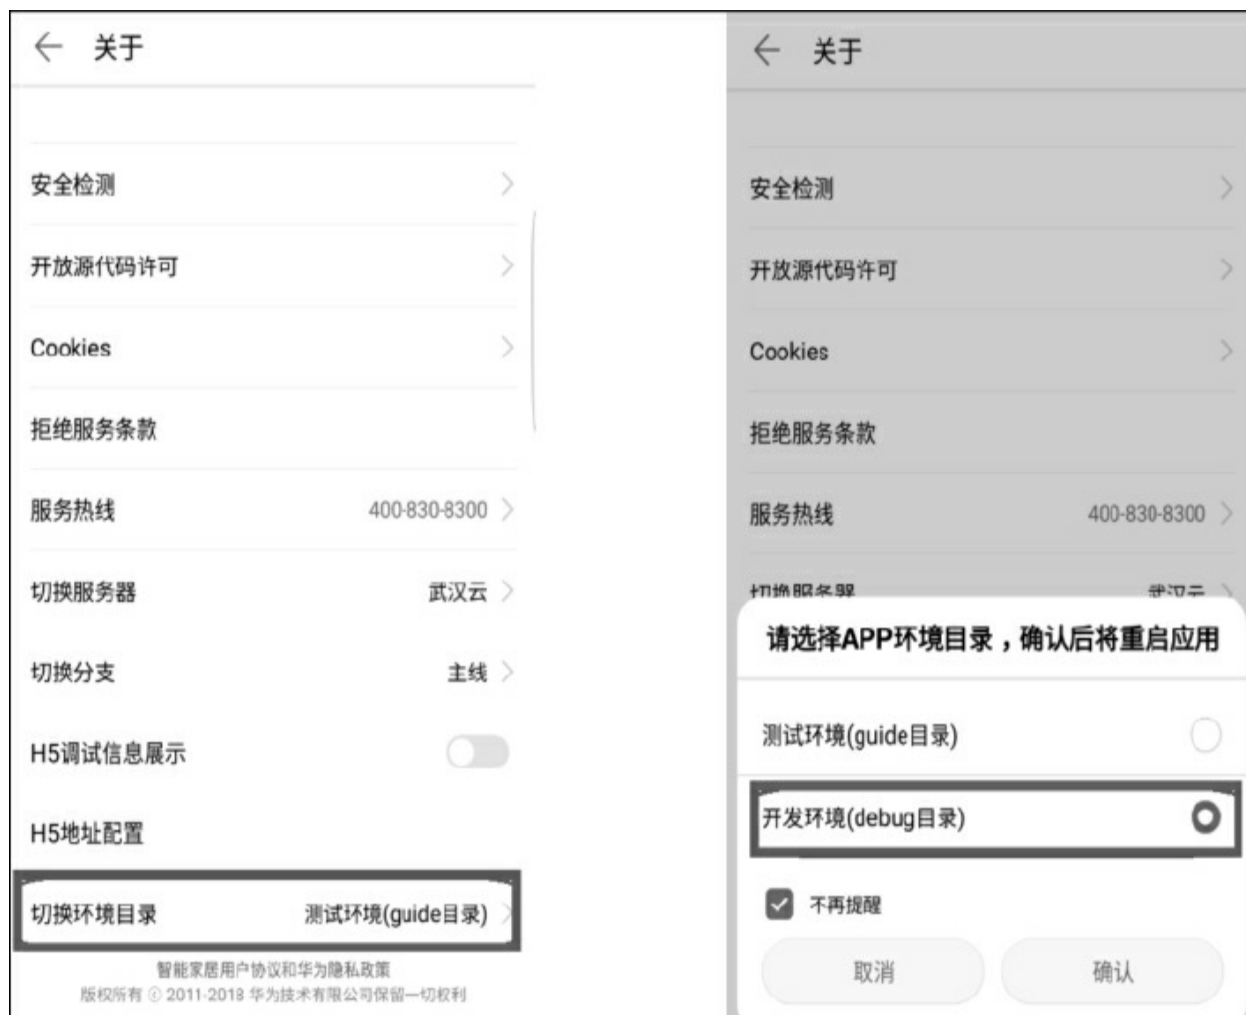 关于
安全检测
开放源代码许可
Cookies
拒绝服务条款
服务热线 400-830-8300
切换服务器 武汉云
切换分支 主线
H5调试信息展示
H5地址配置
切换环境目录 测试环境(guide目录)
智能家居用户协议和华为隐私政策
版权所有 ⓒ 2011-2018 华为技术有限公司保留一切权利
关于
安全检测
开放源代码许可
Cookies
拒绝服务条款
服务热线 400-830-8300
切换服务器 武汉云
请选择APP环境目录，确认后将重启应用
测试环境(guide目录)
开发环境(debug目录)
不再提醒
取消 确认